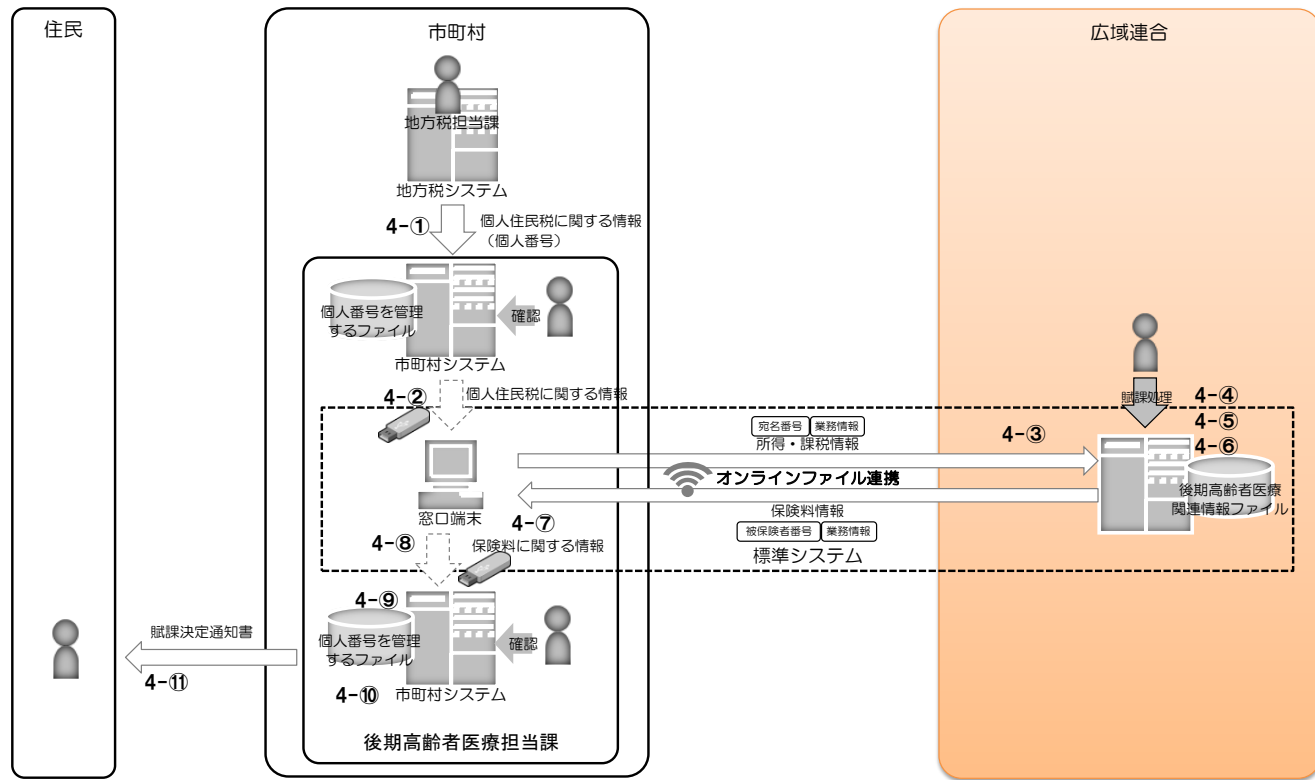 住民
市町村
広域連合
地方税担当課
地方税システム
4-①
個人住民税に関する情報
（個人番号）
個人番号を管理
するファイル
確認
市町村システム
4-②
個人住民税に関する情報
賦課処理
4-④
4-⑤
4-⑥
宛名番号
業務情報
所得・課税情報
4-③
オンラインファイル連携
後期高齢者医療
関連情報ファイル
窓口端末
4-⑦
保険料情報
被保険者番号
業務情報
標準システム
4-⑧
保険料に関する情報
4-⑨
個人番号を管理
するファイル
確認
4-⑩
市町村システム
賦課決定通知書
4-⑪
後期高齢者医療担当課